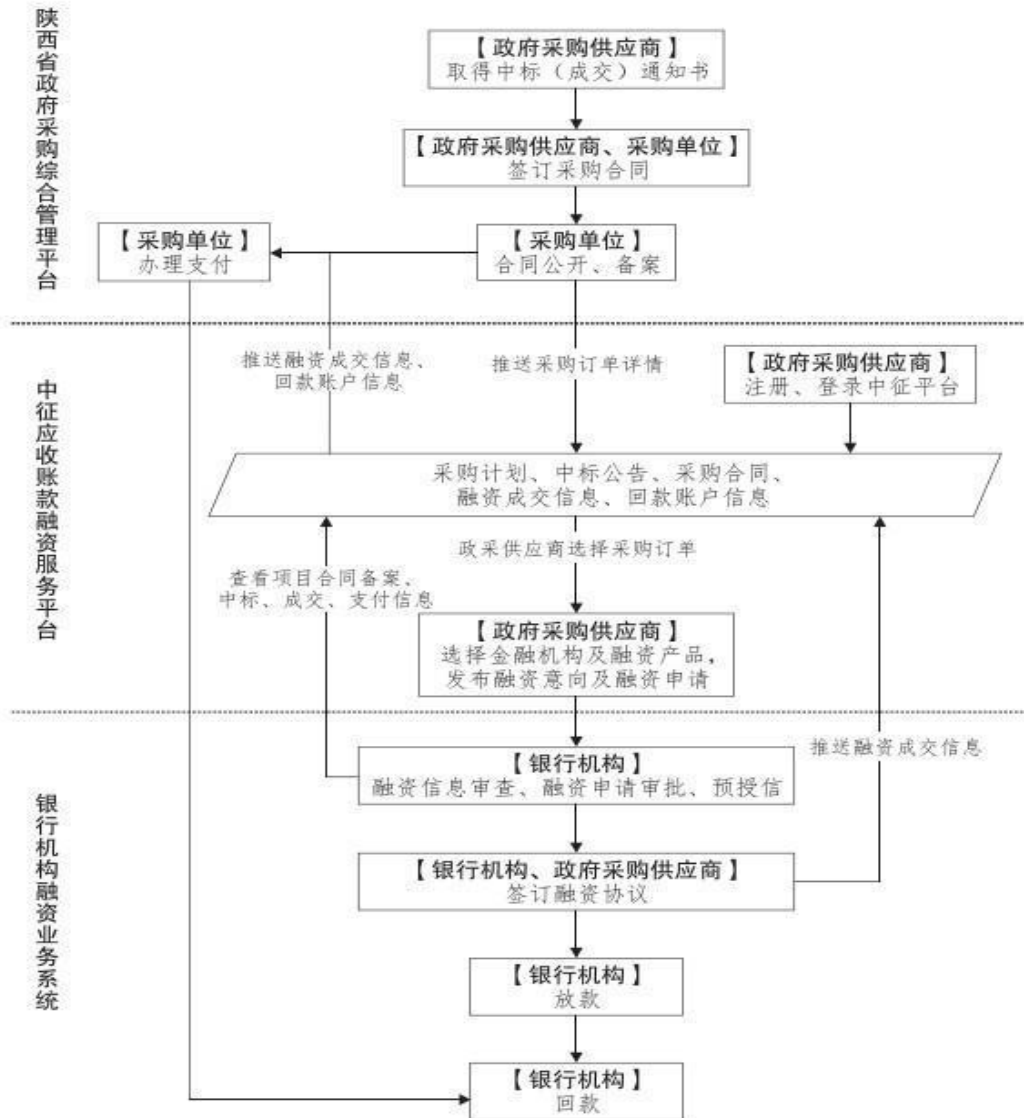 陕西省政府采购综合管理平台
【政府采购供应商】
取得中标（成交）通知书
【政府采购供应商、采购单位】
签订采购合同
【采购单位】
办理支付
【采购单位】
合同公开、备案
中征应收账款融资服务平台
推送融资成交信息、
回款账户信息
推送采购订单详情
【政府采购供应商】
注册、登录中征平台
采购计划、中标公告、采购合同、
融资成交信息、回款账户信息
政采供应商选择采购订单
查看项目合同备案、
中标、成交、支付信息
【政府采购供应商】
选择金融机构及融资产品，
发布融资意向及融资申请
银行机构融资业务系统
【银行机构】
融资信息审查、融资申请审批、预授信
推送融资成交信息
【银行机构、政府采购供应商】
签订融资协议
【银行机构】
放款
【银行机构】
回款